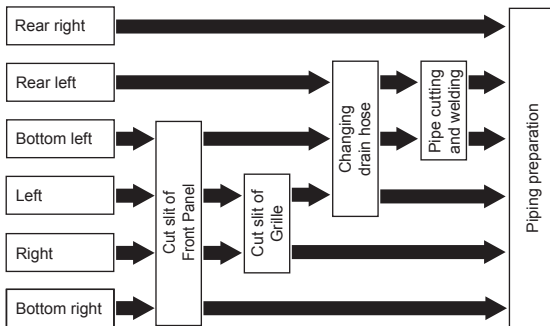 Rear right
Rear left
Bottom left
Left
Right
Bottom right
Cut slit of
Front Panel
Cut slit of
Grille
Changing
drain hose
Pipe cutting
and welding
Piping preparation